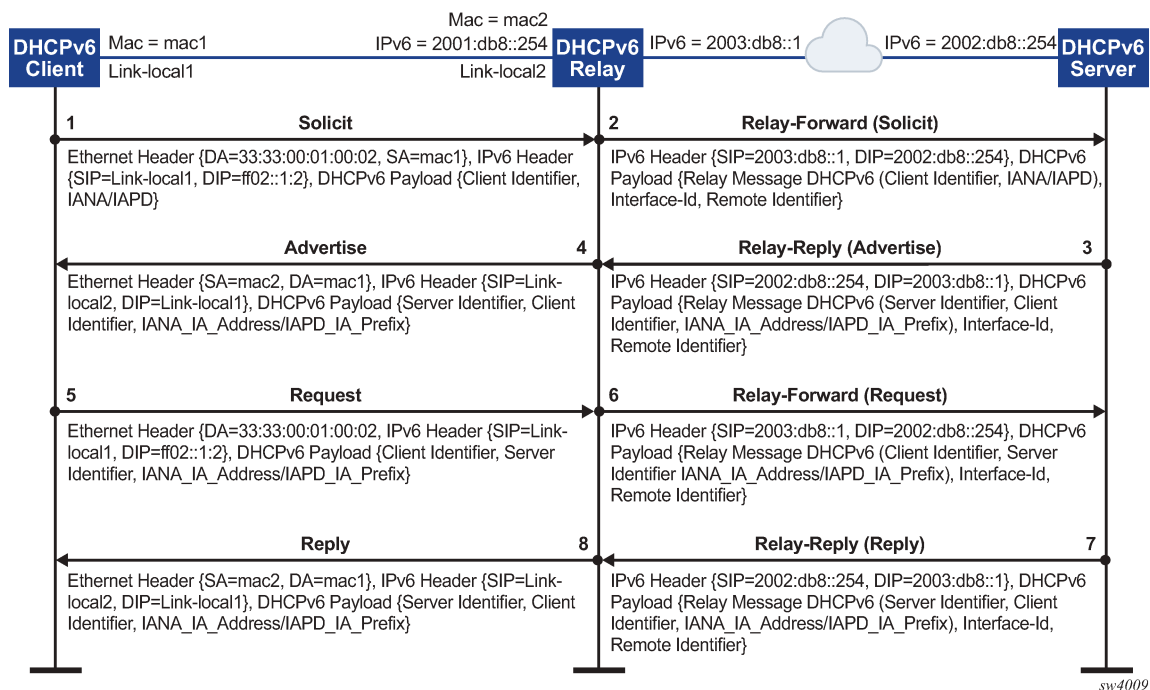 DHCPv6
Client
Mac = mac1
Link-local1
Mac = mac2
IPv6 = 2001:db8::254
Link-local2
DHCPv6
Relay
IPv6 = 2003:db8::1
IPv6 = 2002:db8::254
DHCPv6
Server
1
Solicit
Ethernet Header {DA=33:33:00:01:00:02, SA=mac1}, IPv6 Header
{SIP=Link-local1, DIP=ff02::1:2}, DHCPv6 Payload {Client Identifier,
IANA/IAPD}
2
Relay-Forward (Solicit)
IPv6 Header {SIP=2003:db8::1, DIP=2002:db8::254}, DHCPv6
Payload {Relay Message DHCPv6 (Client Identifier, IANA/IAPD),
Interface-Id, Remote Identifier}
Advertise
4
Ethernet Header {SA=mac2, DA=mac1}, IPv6 Header {SIP=Link-
local2, DIP=Link-local1}, DHCPv6 Payload {Server Identifier, Client
Identifier, IANA_IA_Address/IAPD_IA_Prefix}
Relay-Reply (Advertise)
3
IPv6 Header {SIP=2002:db8::254, DIP=2003:db8::1}, DHCPv6
Payload {Relay Message DHCPv6 (Server Identifier, Client
Identifier, IANA_IA_Address/IAPD_IA_Prefix), Interface-Id,
Remote Identifier}
5
Request
Ethernet Header {DA=33:33:00:01:00:02, IPv6 Header {SIP=Link-
local1, DIP=ff02::1:2}, DHCPv6 Payload {Client Identifier, Server
Identifier, IANA_IA_Address/IAPD_IA_Prefix}
6
Relay-Forward (Request)
IPv6 Header {SIP=2003:db8::1, DIP=2002:db8::254}, DHCPv6
Payload {Relay Message DHCPv6 (Client Identifier, Server
Identifier IANA_IA_Address/IAPD_IA_Prefix), Interface-Id,
Remote Identifier}
Reply
8
Ethernet Header {SA=mac2, DA=mac1}, IPv6 Header {SIP=Link-
local2, DIP=Link-local1}, DHCPv6 Payload {Server Identifier, Client
Identifier, IANA_IA_Address/IAPD_IA_Prefix}
Relay-Reply (Reply)
7
IPv6 Header {SIP=2002:db8::254, DIP=2003:db8::1}, DHCPv6
Payload {Relay Message DHCPv6 (Server Identifier, Client
Identifier, IANA_IA_Address/IAPD_IA_Prefix), Interface-Id,
Remote Identifier}
sw4009